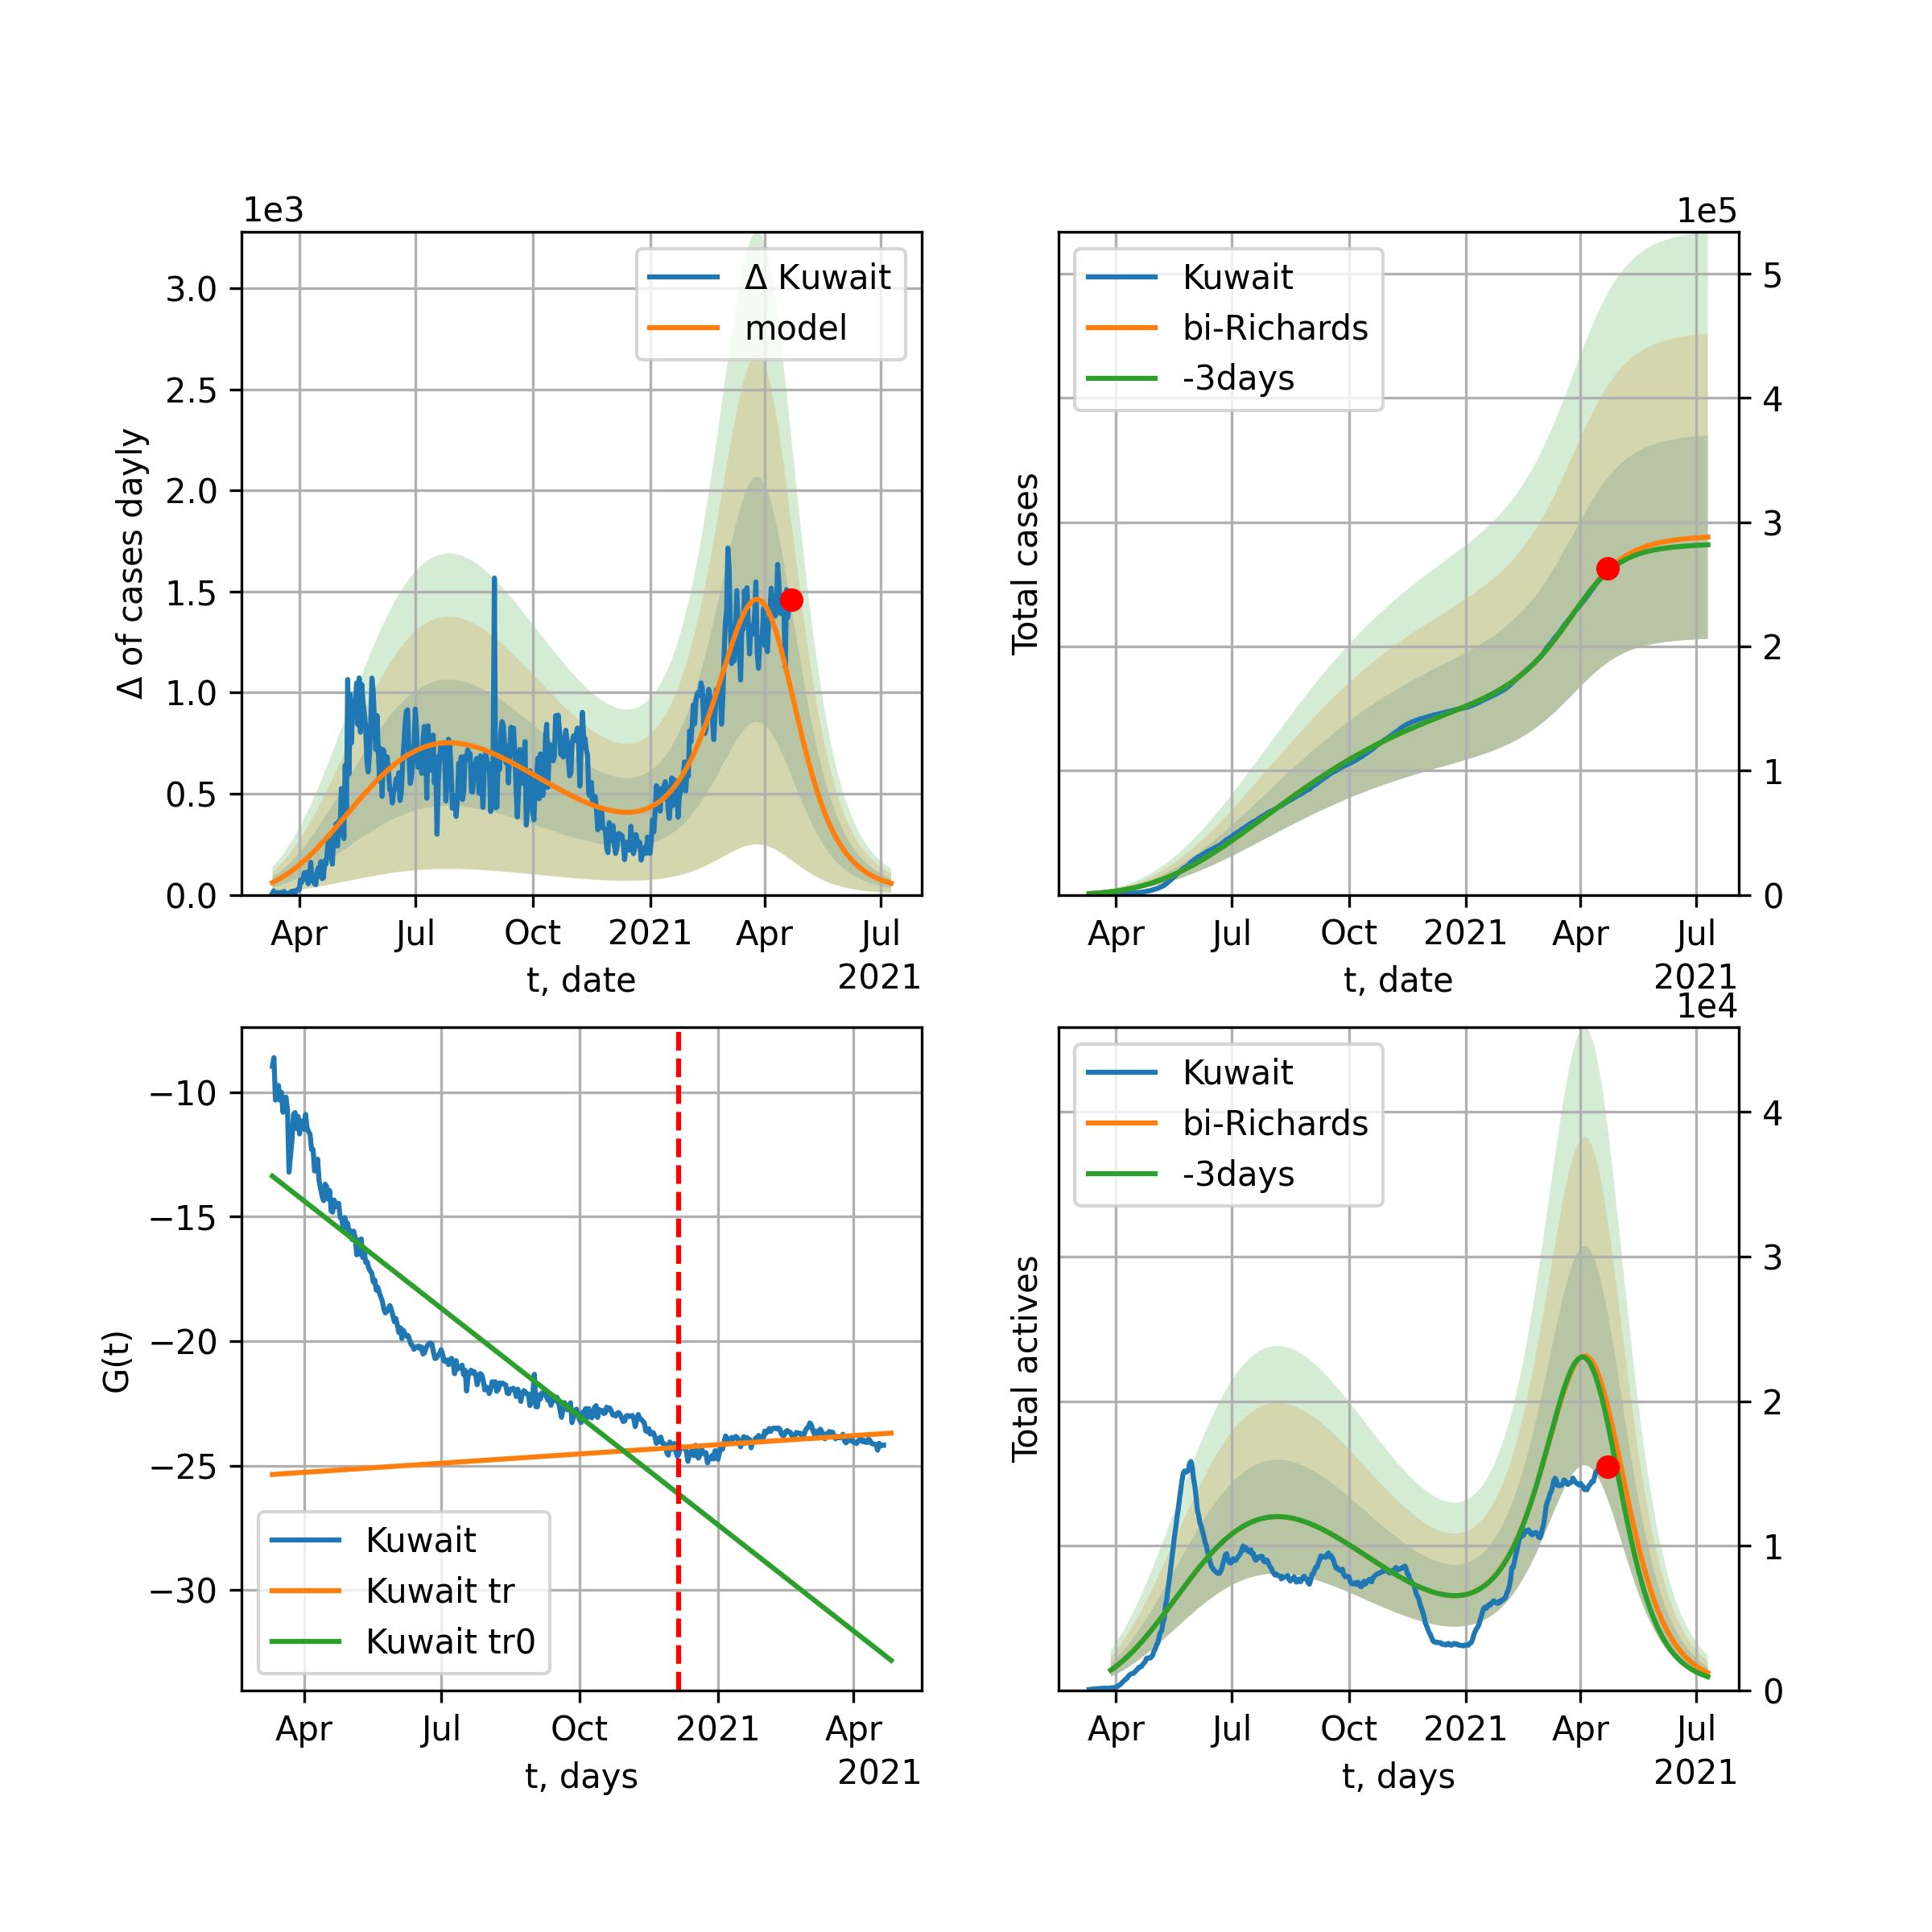 1e3
3.0
2.5
2.0
1.5
1.0
0.5
0.0
Δ of cases dayly
Δ Kuwait
model
Apr Jul Oct 2021 Apr Jul
t, date
2021
1e5
5
4
3
2
1
0
Total cases
Kuwait
bi-Richards
-3days
Apr Jul Oct 2021 Apr Jul
t, date
2021
−10
−15
−20
−25
−30
G(t)
Kuwait
Kuwait tr
Kuwait tr0
Apr Jul Oct 2021 Apr
t, days
2021
1e4
4
3
2
1
0
Total actives
Kuwait
bi-Richards
-3days
Apr Jul Oct 2021 Apr Jul
t, days
2021